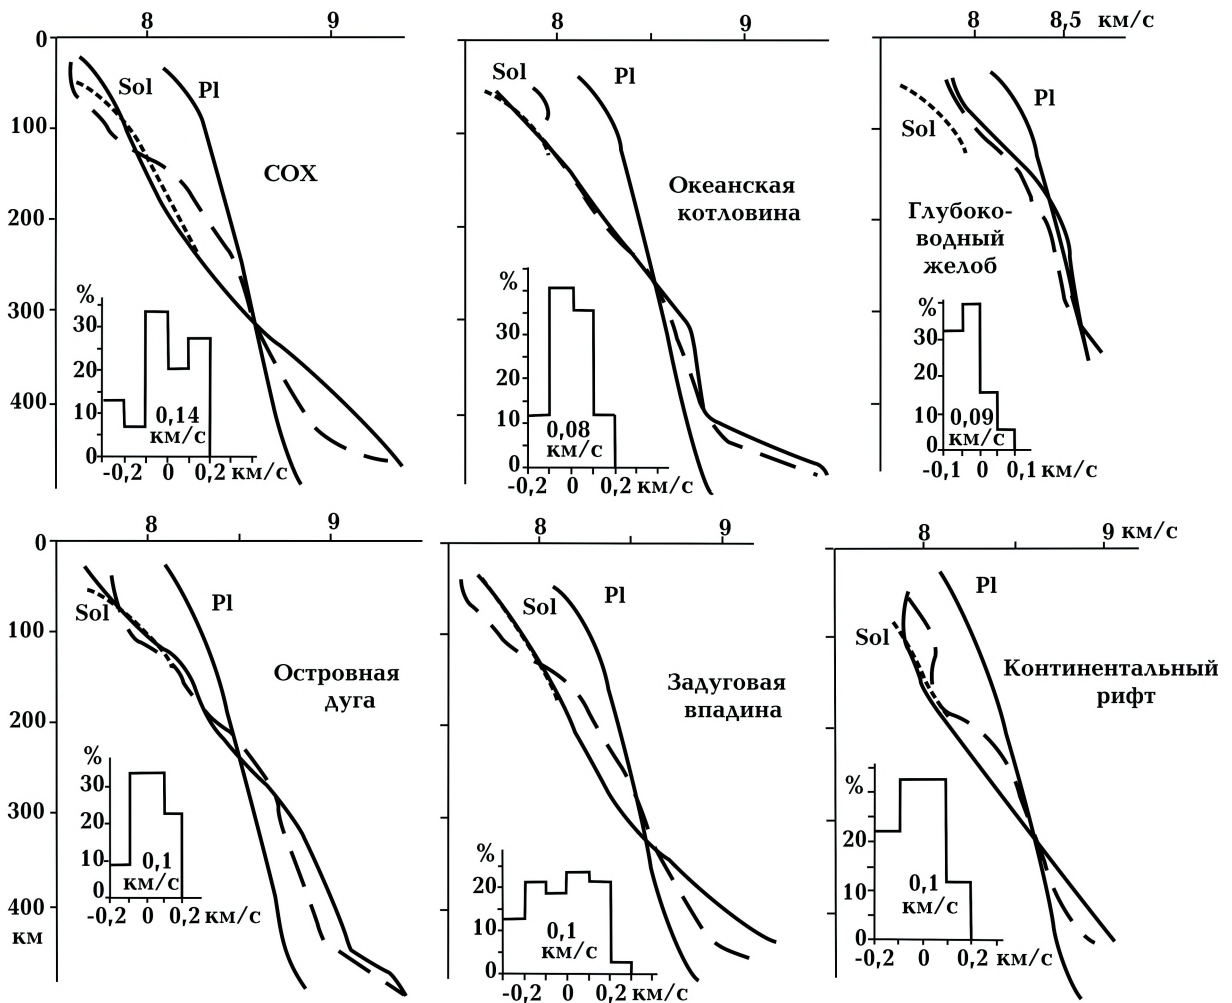 8 9
0
100
200
300
400
Sol
Pl
СОХ
%
30
20
10
0
0,14
км/с
-0,2 0 0,2 км/с
8 9
Sol
Pl
Океанская
котловина
%
30
20
10
0
0,08
км/с
-0,2 0 0,2 км/с
8 8,5 км/с
Sol
Pl
Глубоко-
водный
желоб
%
30
20
10
0
0,09
км/с
-0,1 0 0,1 км/с
8 9
0
100
200
300
400
км
Sol
Pl
Островная
дуга
%
30
20
10
0
0,1
км/с
-0,2 0 0,2 км/с
8 9
Sol
Pl
Задуговая
впадина
%
20
10
0
0,1
км/с
-0,2 0 0,2 км/с
8 9 км/с
Sol
Pl
Континентальный
рифт
%
20
10
0
0,1
км/с
-0,2 0 0,2 км/с